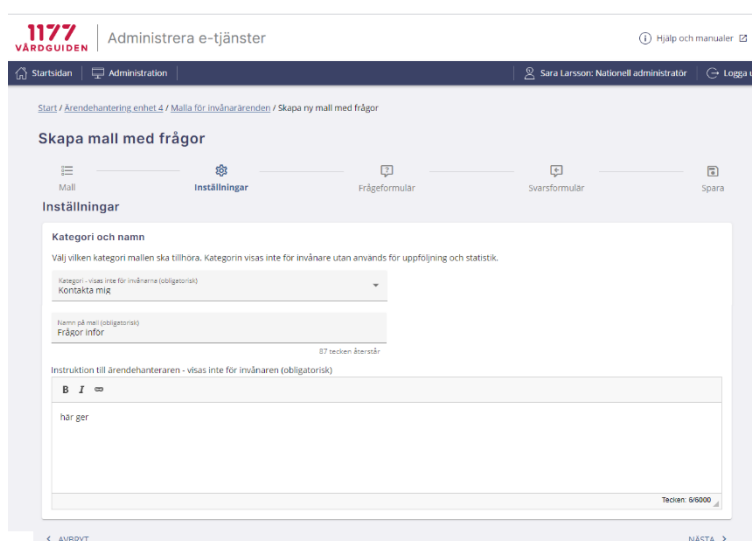 1177
VÅRDGUIDEN
Administrera e-tjänster
Hjälp och manualer
Startsidan
Administration
Sara Larsson: Nationell administratör
Logga u
Start / Ärendehantering enhet 4 / Malla för invånarärenden / Skapa ny mall med frågor
Skapa mall med frågor
Mall
Inställningar
Frågeformulär
Svarsformulär
Spara
Inställningar
Kategori och namn
Välj vilken kategori mallen ska tillhöra. Kategorin visas inte för invånare utan används för uppföljning och statistik.
Kategori - visas inte för invånarna (obligatorisk)
Kontakta mig
Namn på mall (obligatorisk)
Frågor inför
87 tecken återstår
Instruktion till ärendehanteraren - visas inte för invånaren (obligatorisk)
B I
här ger
Tecken: 6/6000
AVBRYT
NÄSTA